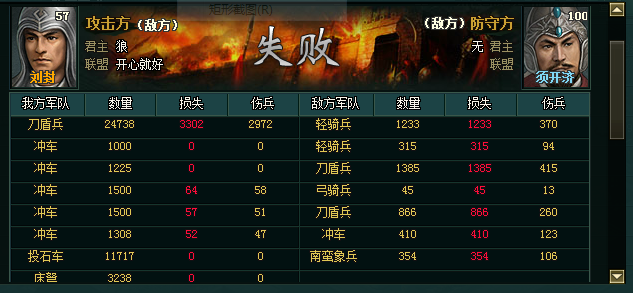 矩形截图(R)
57 攻击方(敌方) (敌方)防守方 100
君主 狼 失败 无 君主
联盟 开心就好 联盟
刘封 须开济
我方军队 数量 损失 伤兵 敌方军队 数量 损失 伤兵
刀盾兵 24738 3302 2972 轻骑兵 1233 1233 370
冲车 1000 0 0 轻骑兵 315 315 94
冲车 1225 0 0 刀盾兵 1385 1385 415
冲车 1500 64 58 弓骑兵 45 45 13
冲车 1500 57 51 刀盾兵 866 866 260
冲车 1308 52 47 冲车 410 410 123
投石车 11717 0 0 南蛮象兵 354 354 106
床弩 3238 0 0